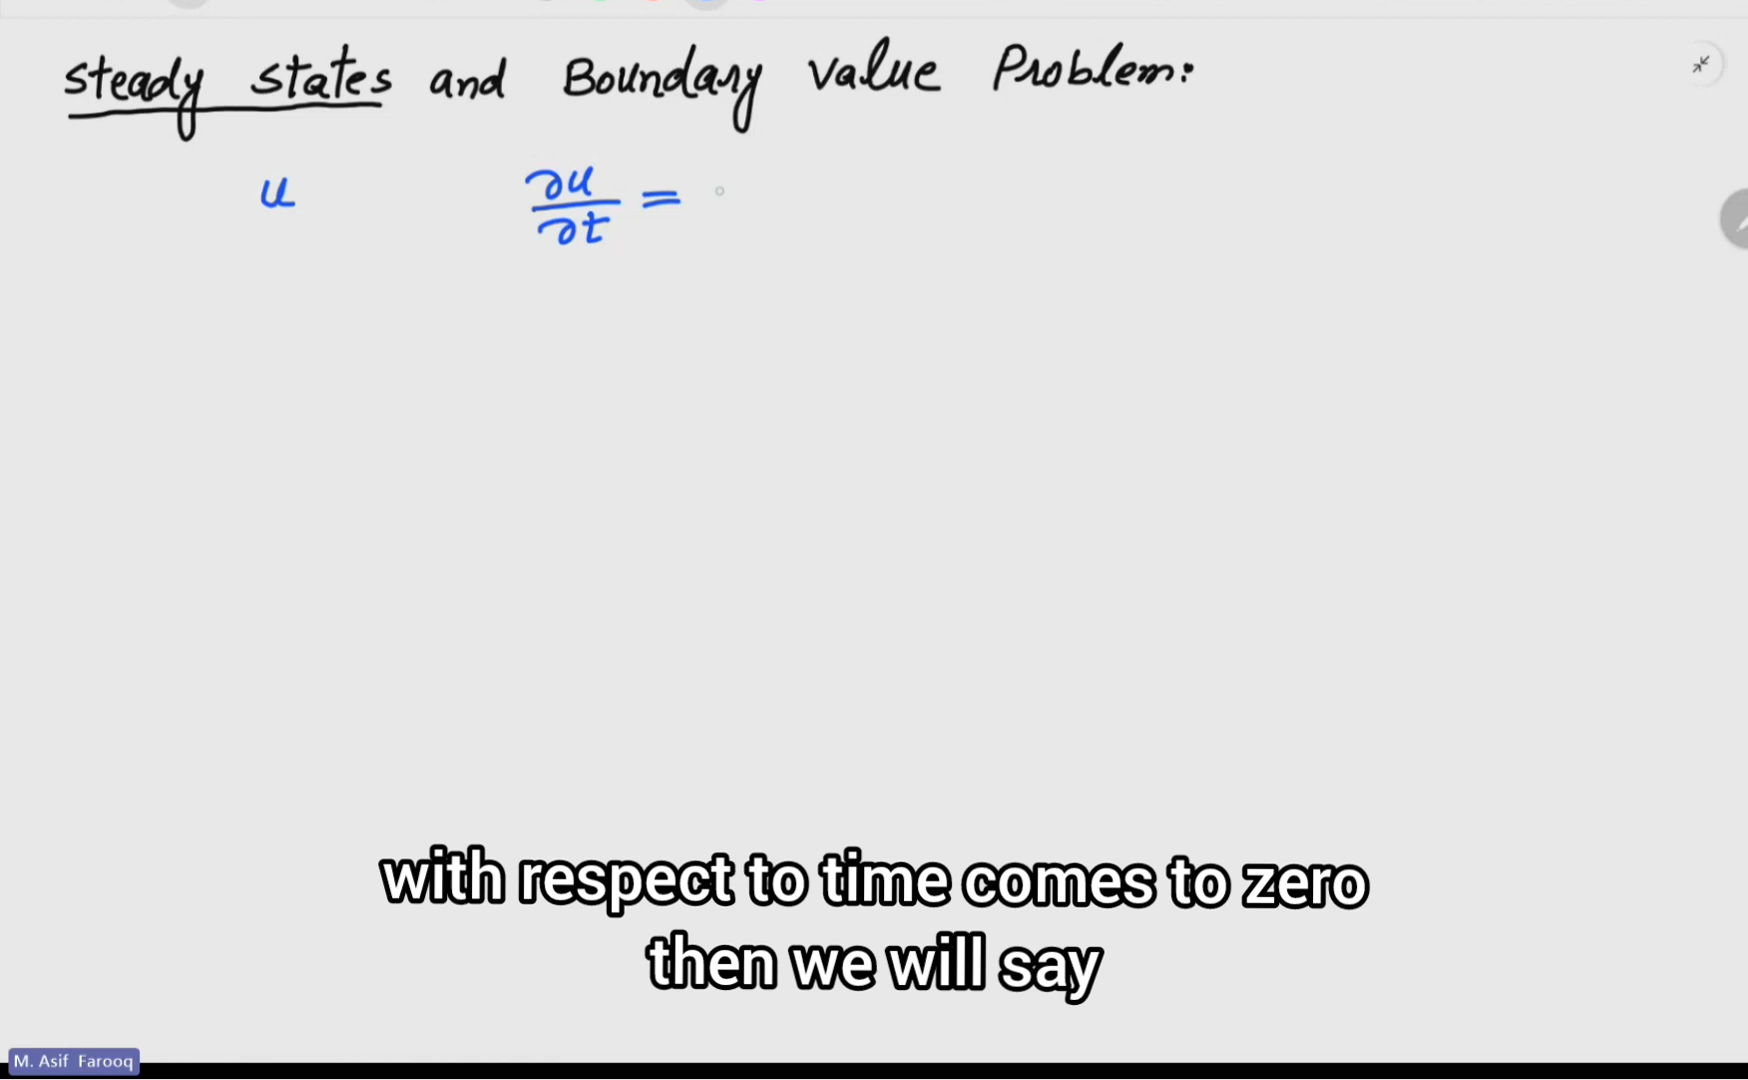 steady states and Boundary value Problem:
u ∂u/∂t =
with respect to time comes to zero
then we will say
M. Asif Farooq